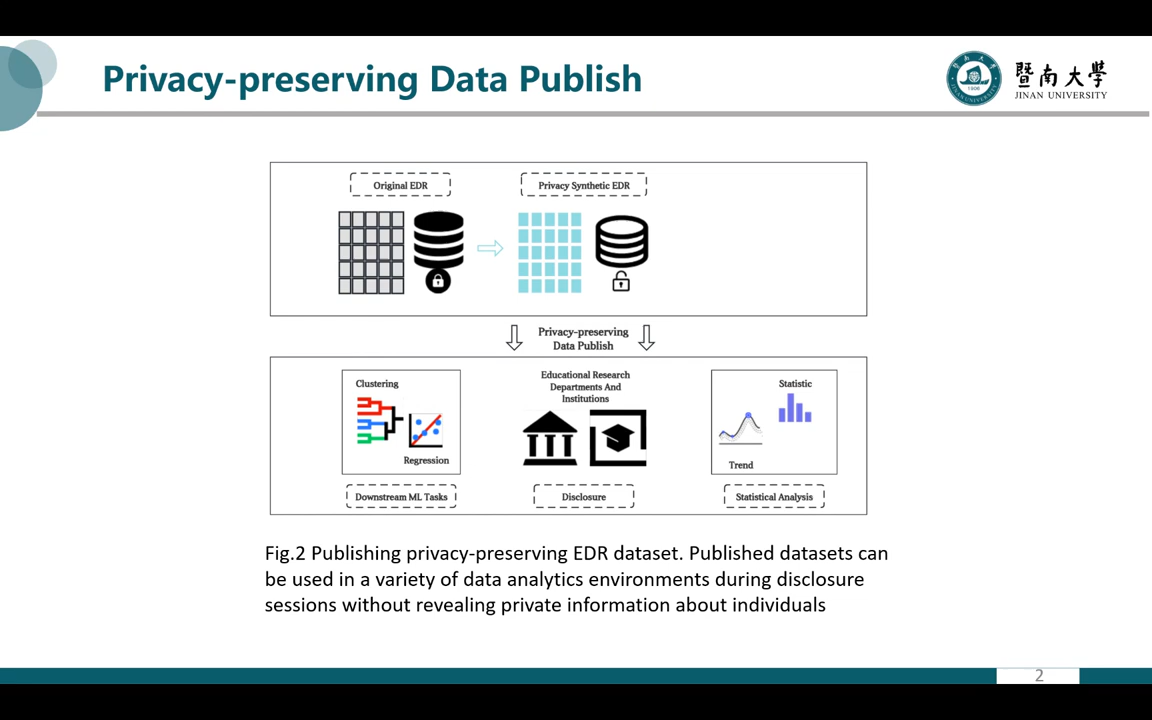 Privacy-preserving Data Publish
暨南大學
JINAN UNIVERSITY
1906
Original EDR
Privacy Synthetic EDR
Privacy-preserving
Data Publish
Clustering
Regression
Downstream ML Tasks
Educational Research
Departments And
Institutions
Disclosure
Statistic
Trend
Statistical Analysis
Fig.2 Publishing privacy-preserving EDR dataset. Published datasets can
be used in a variety of data analytics environments during disclosure
sessions without revealing private information about individuals
2